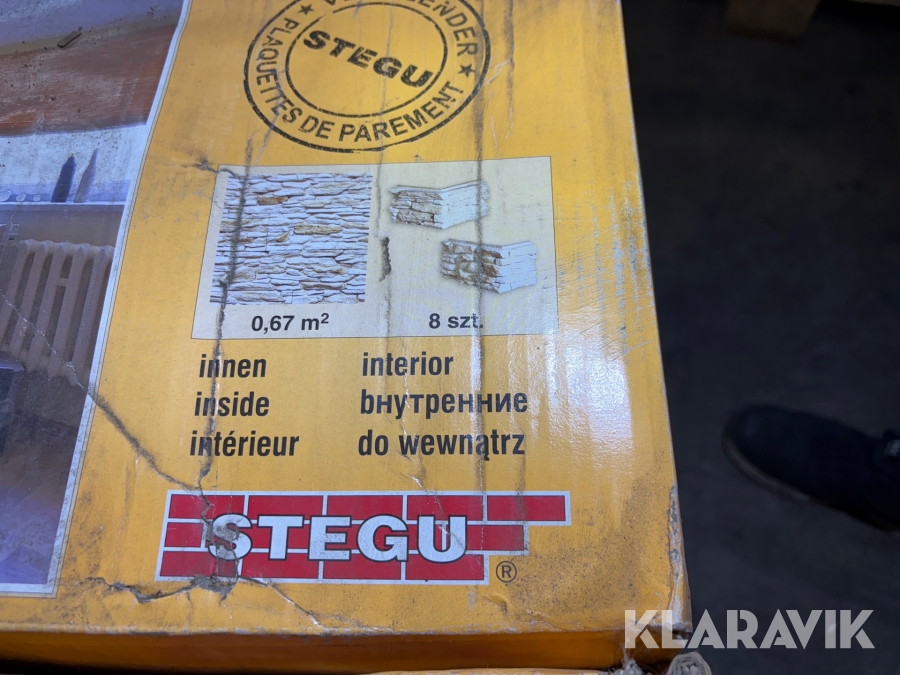 ★ PLAQUETTES DE PAREMENT ★
STEGU
0,67 m²
8 szt.
innen interior
inside внутренние
intérieur do wewnątrz
STEGU ®
KLARAVIK